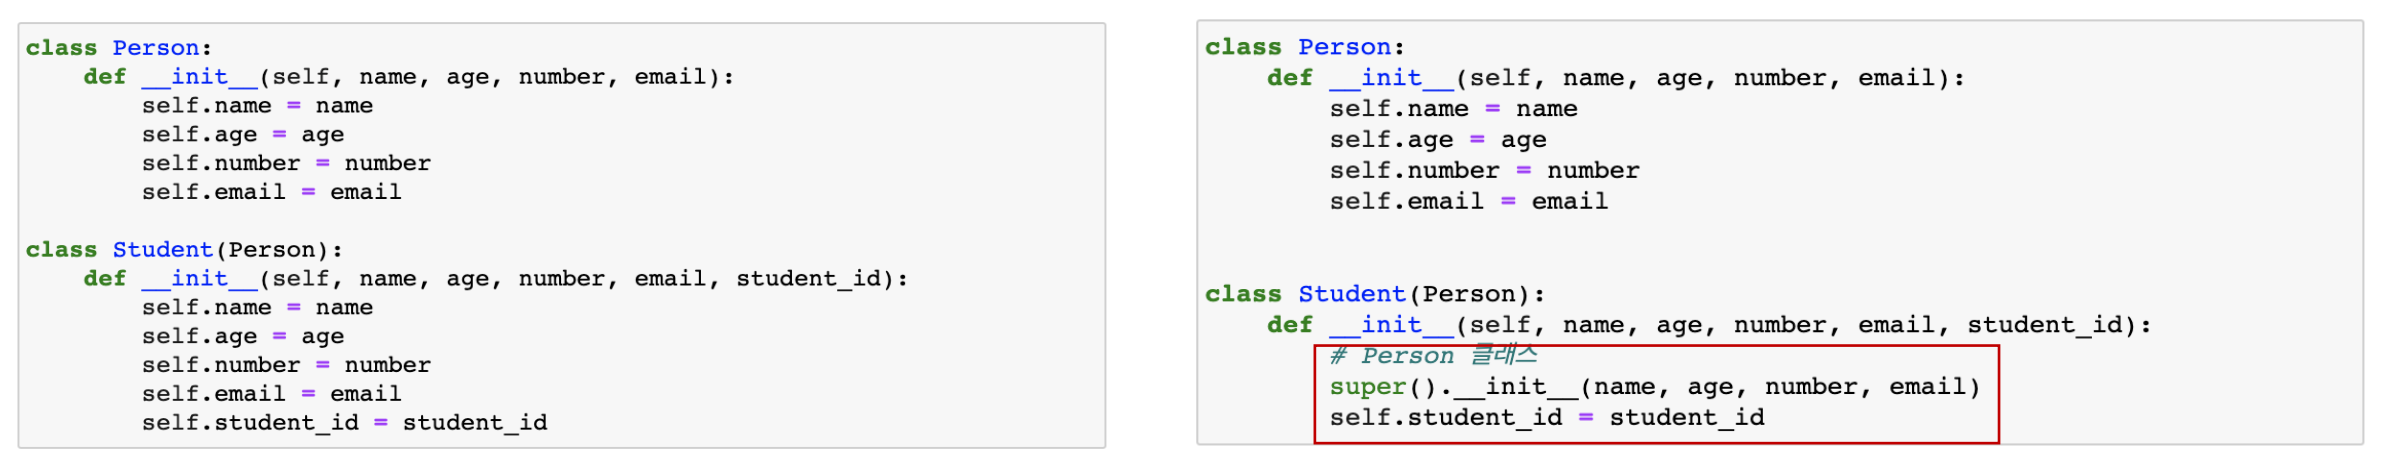 class Person:
    def __init__(self, name, age, number, email):
        self.name = name
        self.age = age
        self.number = number
        self.email = email
class Student(Person):
    def __init__(self, name, age, number, email, student_id):
        self.name = name
        self.age = age
        self.number = number
        self.email = email
        self.student_id = student_id
class Person:
    def __init__(self, name, age, number, email):
        self.name = name
        self.age = age
        self.number = number
        self.email = email
class Student(Person):
    def __init__(self, name, age, number, email, student_id):
        # Person 클래스
        super().__init__(name, age, number, email)
        self.student_id = student_id